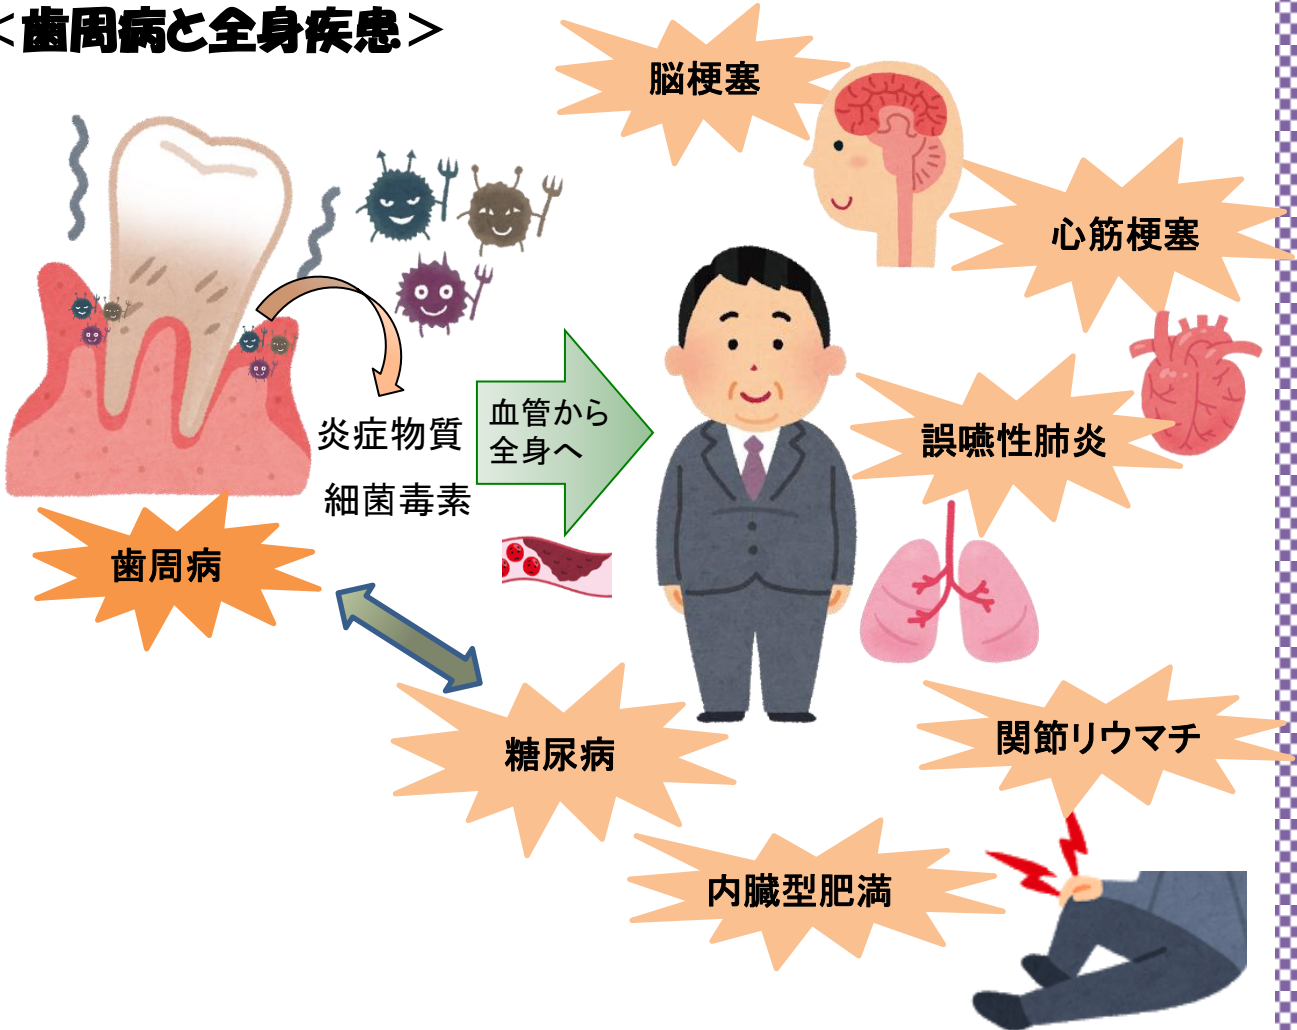 <歯周病と全身疾患>
脳梗塞
心筋梗塞
血管から
全身へ
炎症物質
細菌毒素
誤嚥性肺炎
歯周病
関節リウマチ
糖尿病
内臓型肥満